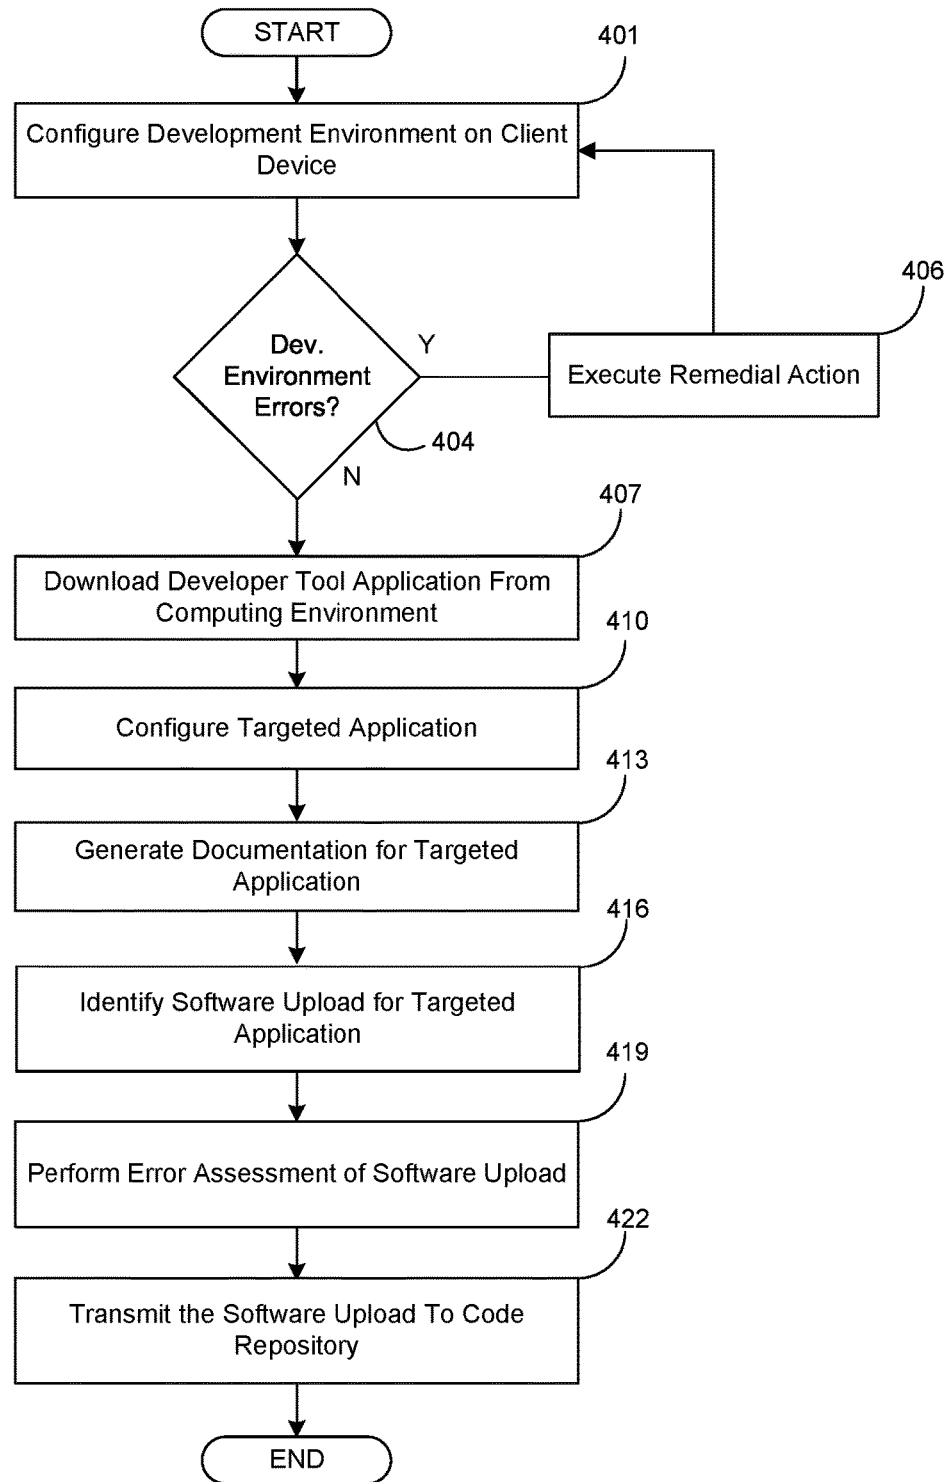 START
401
Configure Development Environment on Client
Device
406
Dev.
Environment
Errors?
Y
Execute Remedial Action
404
N
407
Download Developer Tool Application From
Computing Environment
410
Configure Targeted Application
413
Generate Documentation for Targeted
Application
416
Identify Software Upload for Targeted
Application
419
Perform Error Assessment of Software Upload
422
Transmit the Software Upload To Code
Repository
END